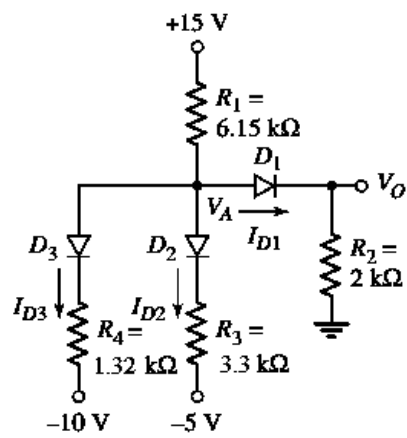 +15 V
R1 =
6.15 kΩ
D1
VA
VO
ID1
D3
D2
R2 =
2 kΩ
ID3
ID2
R4 =
1.32 kΩ
R3 =
3.3 kΩ
–10 V
–5 V